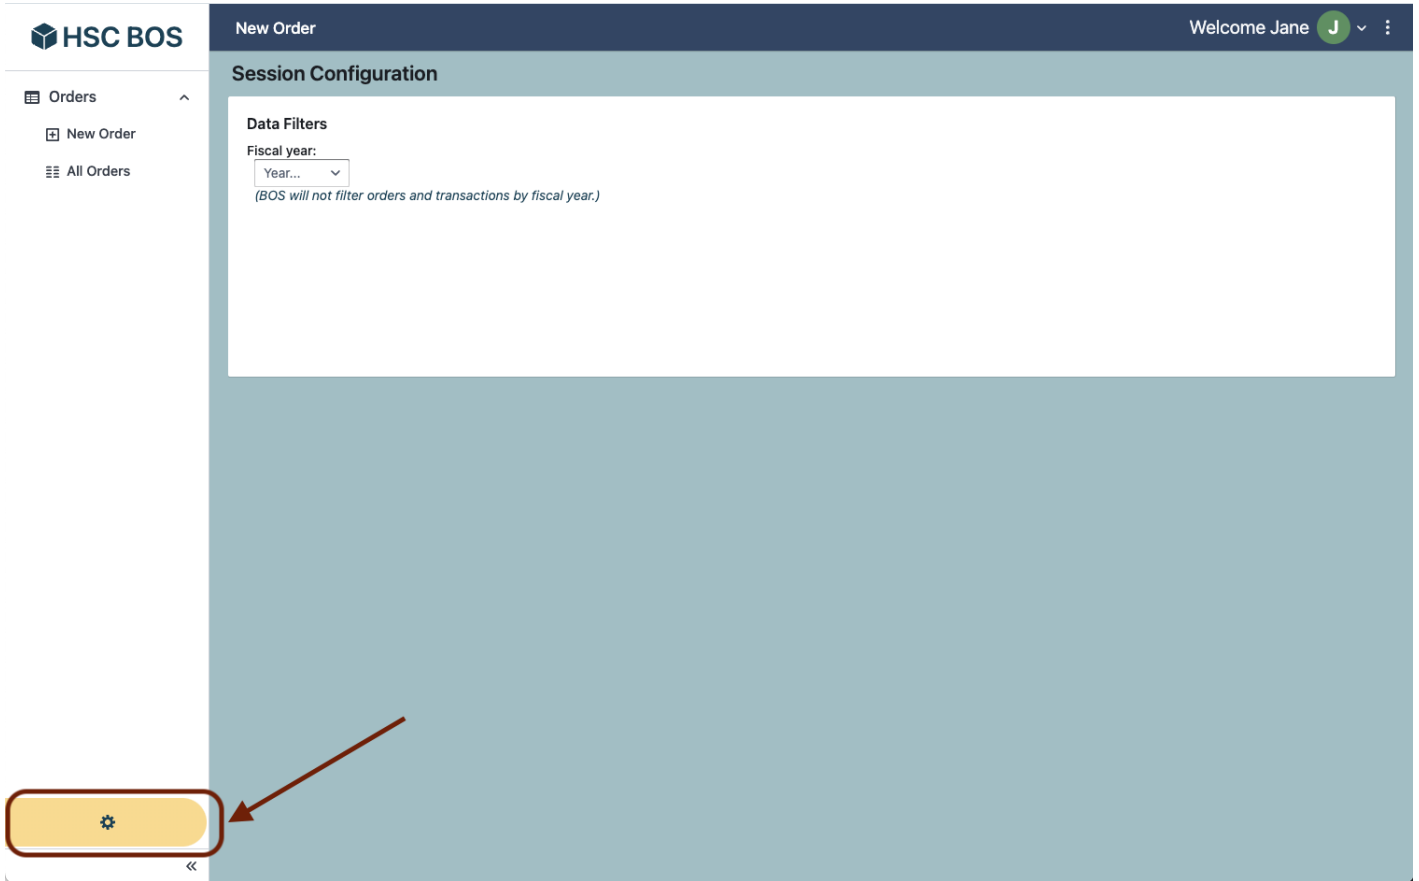 HSC BOS
New Order
Welcome Jane J
Orders
New Order
All Orders
Session Configuration
Data Filters
Fiscal year:
Year...
(BOS will not filter orders and transactions by fiscal year.)